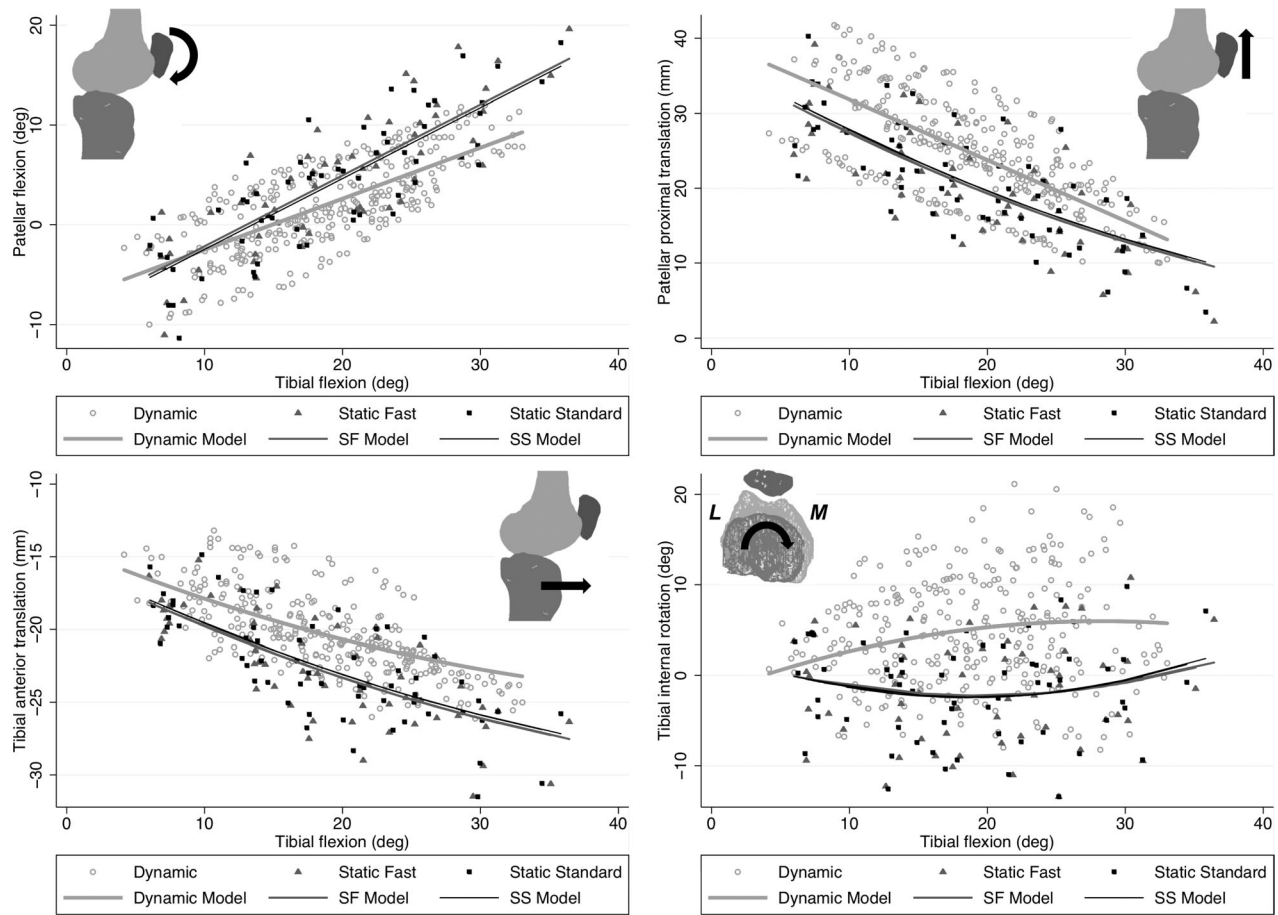 20
10
0
−10
Patellar flexion (deg)
0 10 20 30 40
Tibial flexion (deg)
Dynamic Static Fast Static Standard
Dynamic Model SF Model SS Model
40
30
20
10
0
Patellar proximal translation (mm)
0 10 20 30 40
Tibial flexion (deg)
Dynamic Static Fast Static Standard
Dynamic Model SF Model SS Model
−10
−15
−20
−25
−30
Tibial anterior translation (mm)
0 10 20 30 40
Tibial flexion (deg)
Dynamic Static Fast Static Standard
Dynamic Model SF Model SS Model
L M
20
10
0
−10
Tibial internal rotation (deg)
0 10 20 30 40
Tibial flexion (deg)
Dynamic Static Fast Static Standard
Dynamic Model SF Model SS Model